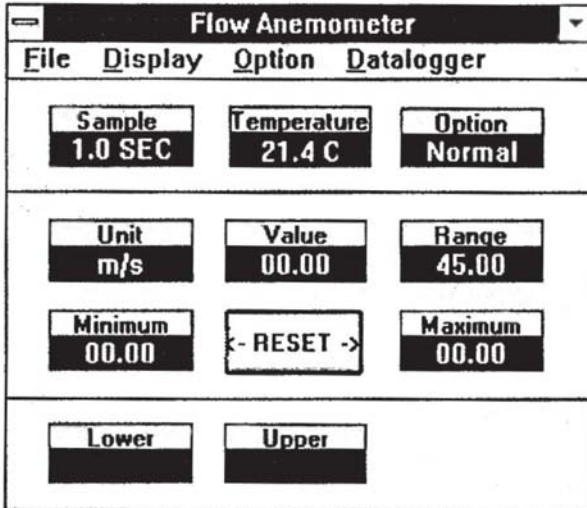 Flow Anemometer
File Display Option Datalogger
Sample Temperature Option
1.0 SEC 21.4 C Normal
Unit Value Range
m/s 00.00 45.00
Minimum <- RESET -> Maximum
00.00 00.00
Lower Upper